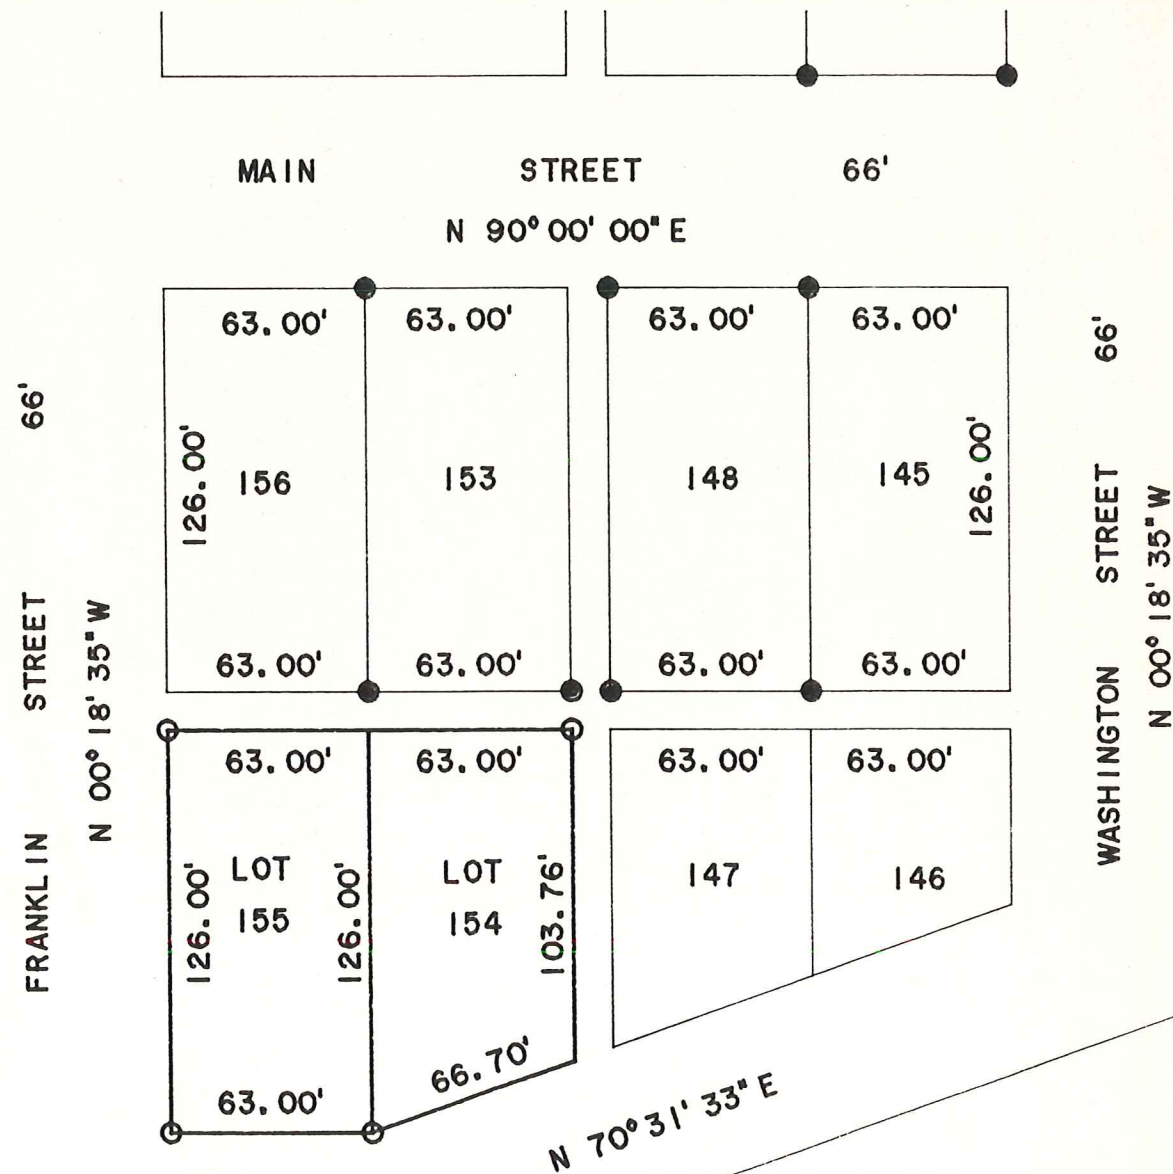 MAIN STREET 66'
N 90° 00' 00" E
63.00' 63.00' 63.00' 63.00'
FRANKLIN STREET 66'
N 00° 18' 35" W
126.00'
156
153
148
145
126.00'
WASHINGTON STREET 66'
N 00° 18' 35" W
63.00' 63.00' 63.00' 63.00'
63.00' 63.00' 63.00' 63.00'
126.00'
LOT
155
126.00'
LOT
154
103.76'
147
146
63.00'
66.70'
N 70° 31' 33" E